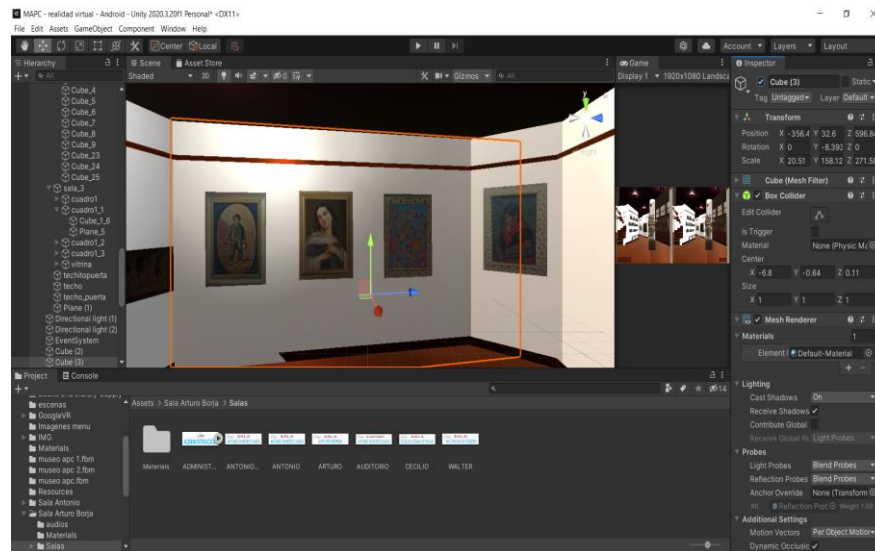 MAPC - realidad virtual - Android - Unity 2020.3.20f1 Personal* <DX11>
File Edit Assets GameObject Component Window Help
Center Local
Account Layers Layout
Hierarchy
Scene Asset Store
Game
Inspector
All
Shaded 2D Gizmos All
Display 1 1920x1080 Landsca
Cube (3) Static
Tag Untagged Layer Default
Cube_4
Cube_5
Cube_6
Cube_7
Cube_8
Cube_9
Cube_23
Cube_24
Cube_25
sala_3
cuadro1
cuadro1_1
Cube_1_6
Plane_5
cuadro1_2
cuadro1_3
vitrina
techitopuerta
techo
techo_puerta
Plane (1)
Directional light (1)
Directional light (2)
EventSystem
Cube (2)
Cube (3)
Transform
Position X -356.4 Y 32.6 Z 596.84
Rotation X 0 Y -8.393 Z 0
Scale X 20.51 Y 158.12 Z 271.58
Cube (Mesh Filter)
Box Collider
Edit Collider
Is Trigger
Material None (Physic Ma
Center
X -6.8 Y -0.64 Z 0.11
Size
X 1 Y 1 Z 1
Mesh Renderer
Materials 1
Element Default-Material
Lighting
Cast Shadows On
Receive Shadows
Contribute Global
Receive Global Ill Light Probes
Probes
Light Probes Blend Probes
Reflection Probes Blend Probes
Anchor Override None (Transform
Additional Settings
Motion Vectors Per Object Motion
Dynamic Occlusic
Project Console
14
escenas
GoogleVR
Imagenes menu
IMG
Materials
museo apc 1.fbm
museo apc 2.fbm
museo apc.fbm
Resources
Sala Antonio
Sala Arturo Borja
audios
Materials
Salas
Assets > Sala Arturo Borja > Salas
Materials ADMINIST... ANTONIO... ANTONIO ARTURO AUDITORIO CECILIO WALTER